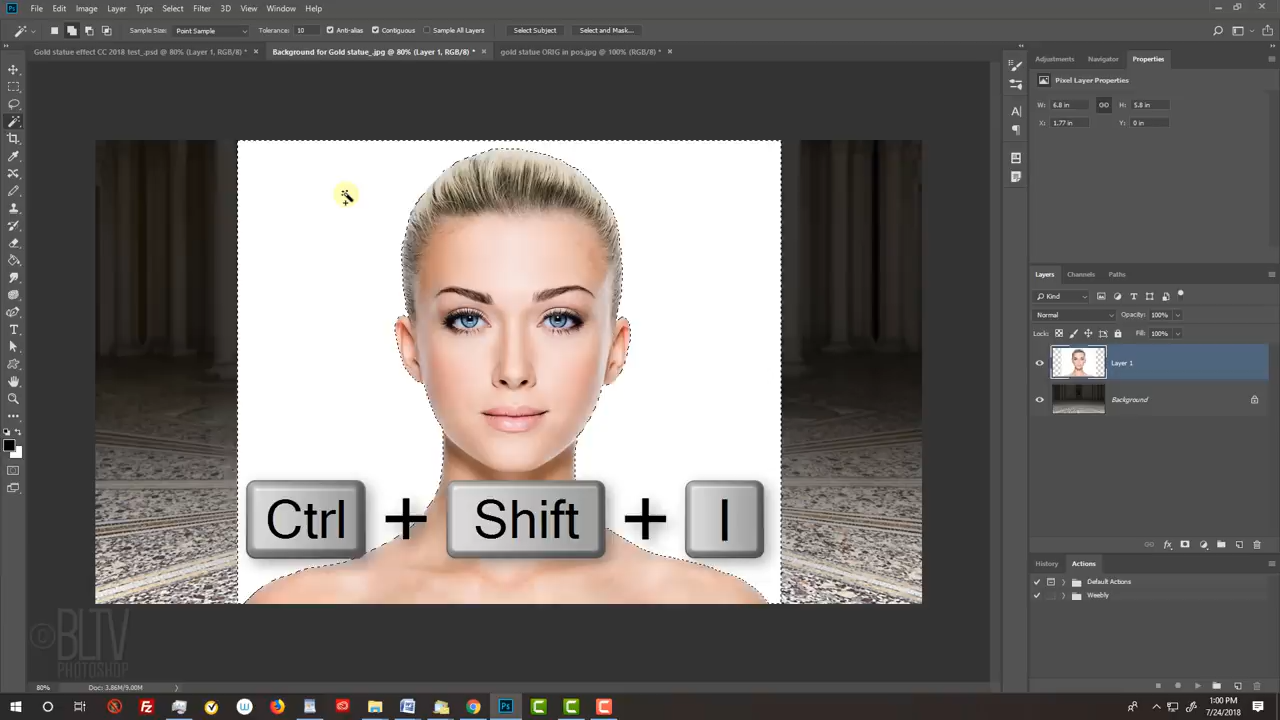 Ps File Edit Image Layer Type Select Filter 3D View Window Help
Sample Size: Point Sample Tolerance: 10 Anti-alias Contiguous Sample All Layers Select Subject Select and Mask...
Gold statue effect CC 2018 test_.psd @ 80% (Layer 1, RGB/8) * × Background for Gold statue_.jpg @ 80% (Layer 1, RGB/8) * × gold statue ORIG in pos.jpg @ 100% (RGB/8) * ×
Adjustments Navigator Properties
Pixel Layer Properties
W: 6.8 in GO H: 5.8 in
X: 1.77 in Y: 0 in
Layers Channels Paths
Kind
Normal Opacity: 100%
Lock: Fill: 100%
Layer 1
Background
Ctrl + Shift + I
History Actions
Default Actions
Weebly
© BLTV
PHOTOSHOP
80% Doc: 3.86M/9.00M
1:00 PM
7/24/2018